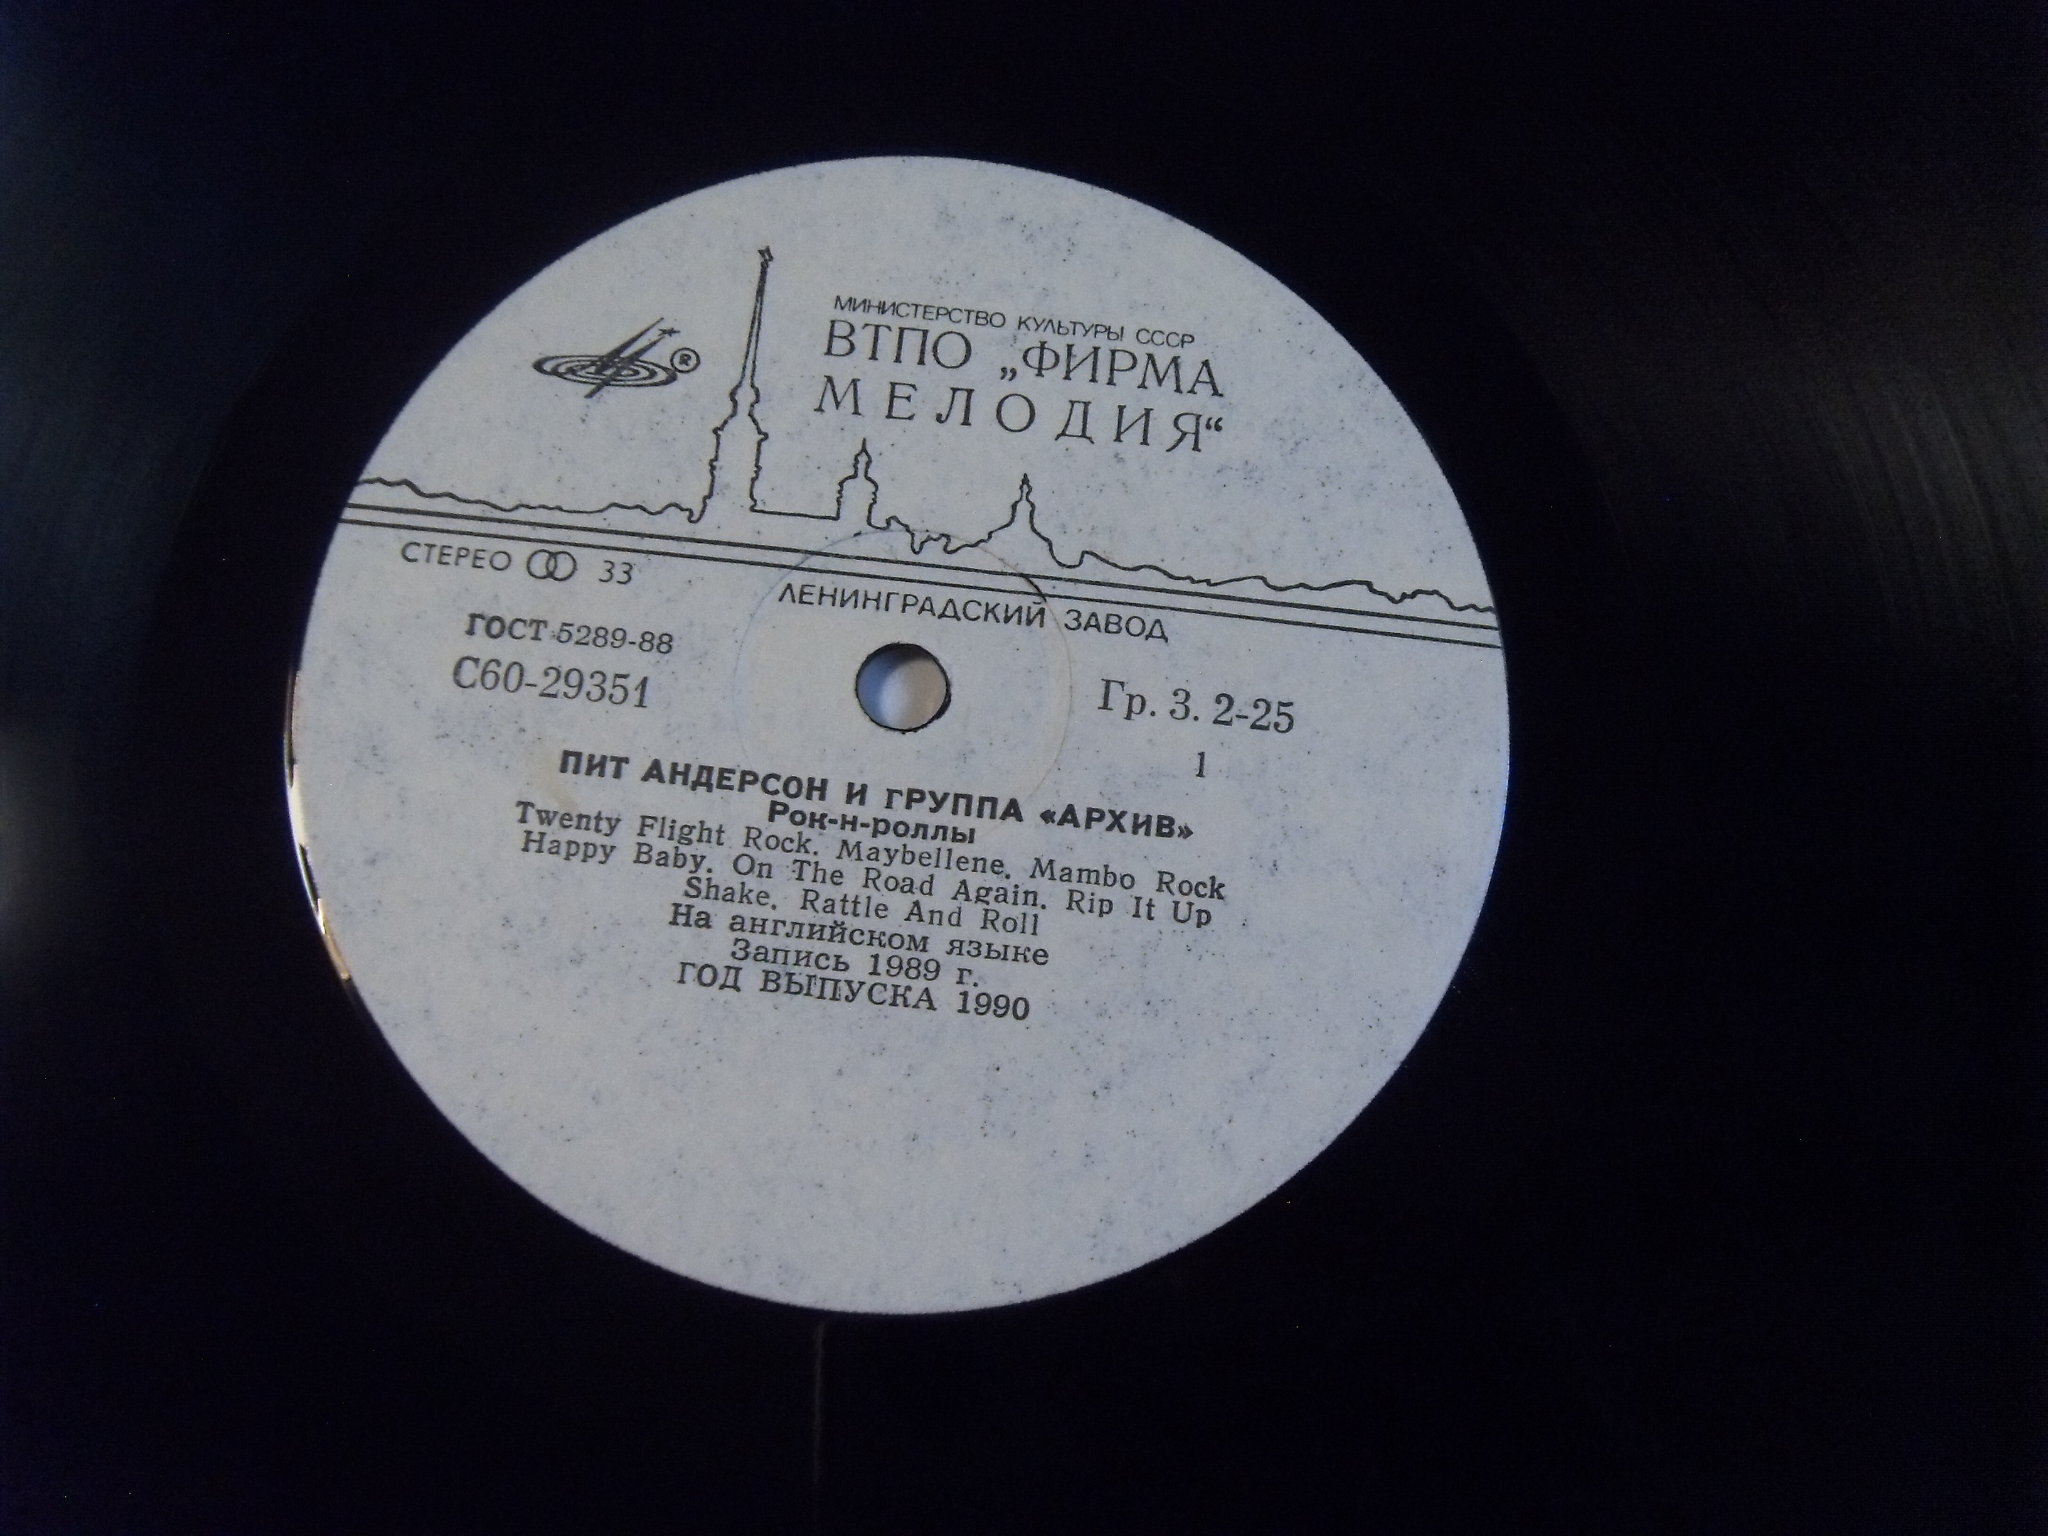 МИНИСТЕРСТВО КУЛЬТУРЫ СССР
ВТПО „ФИРМА
МЕЛОДИЯ“
®
СТЕРЕО 33
ЛЕНИНГРАДСКИЙ ЗАВОД
ГОСТ 5289-88
С60-29351
Гр. 3. 2-25
1
ПИТ АНДЕРСОН И ГРУППА «АРХИВ»
Рок-н-роллы
Twenty Flight Rock. Maybellene. Mambo Rock
Happy Baby. On The Road Again. Rip It Up
Shake. Rattle And Roll
На английском языке
Запись 1989 г.
ГОД ВЫПУСКА 1990